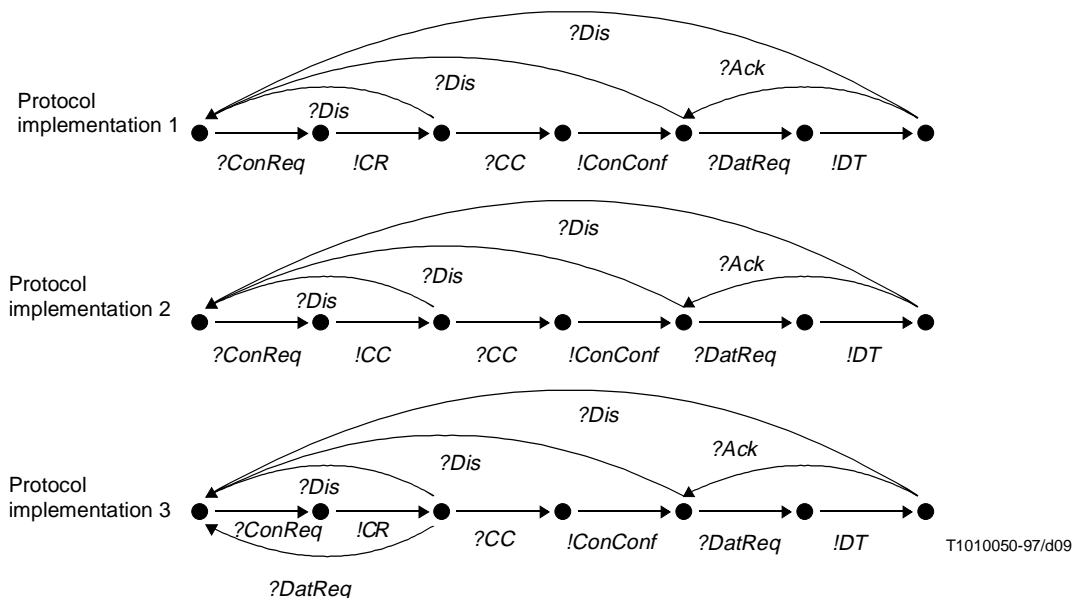 ?Dis
?Ack
?Dis
Protocol
implementation 1
?Dis
?ConReq !CR ?CC !ConConf ?DatReq !DT
?Dis
?Ack
?Dis
Protocol
implementation 2
?Dis
?ConReq !CC ?CC !ConConf ?DatReq !DT
?Dis
?Ack
?Dis
Protocol
implementation 3
?Dis
?ConReq !CR ?CC !ConConf ?DatReq !DT
T1010050-97/d09
?DatReq